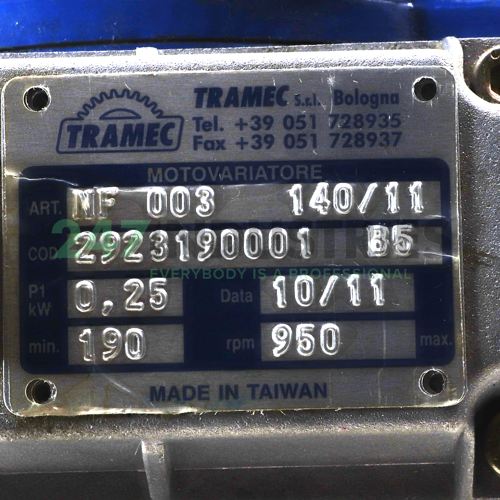 TRAMEC
TRAMEC S.r.l. Bologna
Tel. +39 051 728935
Fax +39 051 728937
MOTOVARIATORE
ART. NF 003 140/11
COD 2923190001 B5
EVERYBODY IS A PROFESSIONAL
P1 kW 0,25 Data 10/11
min. 190 rpm 950 max.
MADE IN TAIWAN